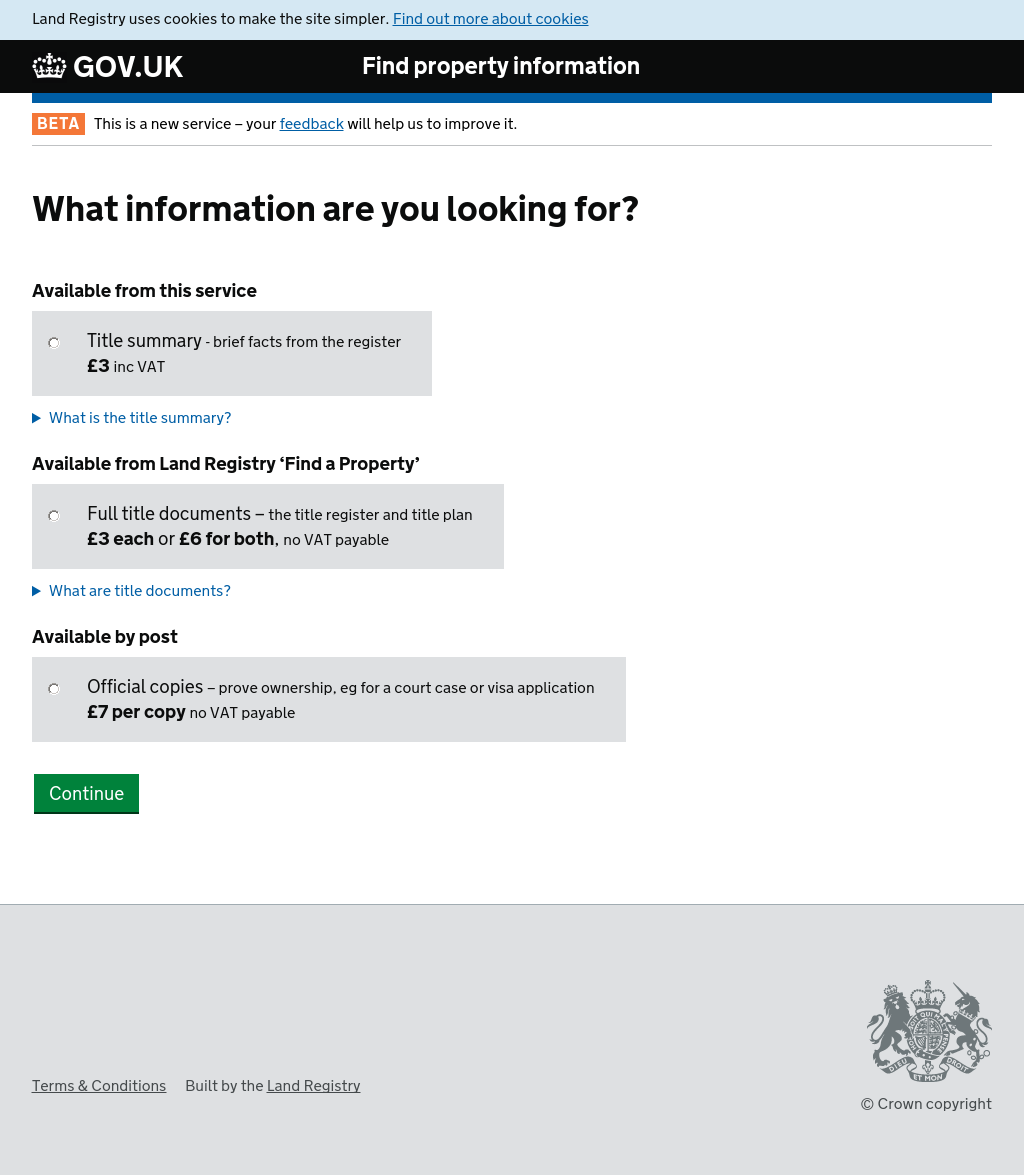 Land Registry uses cookies to make the site simpler. Find out more about cookies
GOV.UK
Find property information
BETA This is a new service – your feedback will help us to improve it.
What information are you looking for?
Available from this service
Title summary - brief facts from the register
£3 inc VAT
What is the title summary?
Available from Land Registry ‘Find a Property’
Full title documents – the title register and title plan
£3 each or £6 for both, no VAT payable
What are title documents?
Available by post
Official copies – prove ownership, eg for a court case or visa application
£7 per copy no VAT payable
Continue
DIEU ET MON DROIT
Terms & Conditions Built by the Land Registry
© Crown copyright